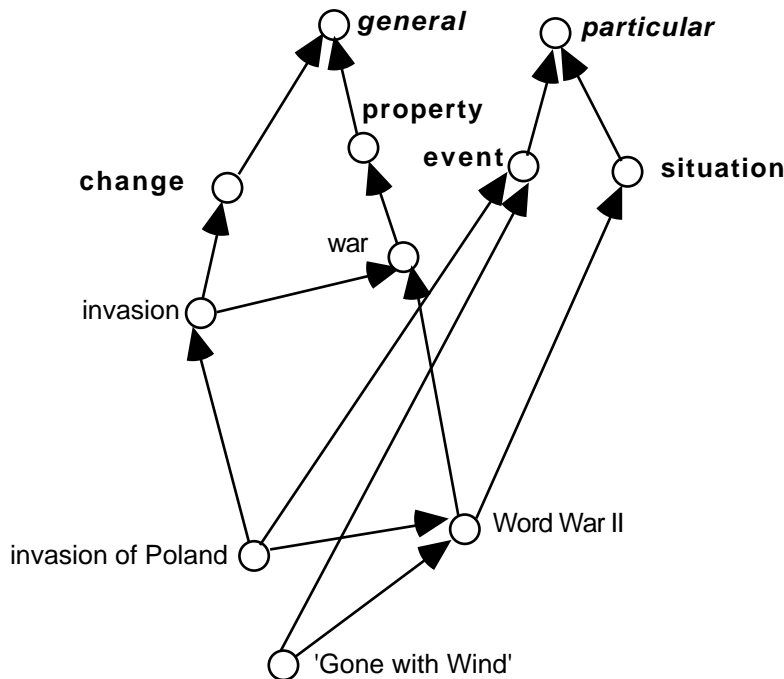 general
particular
property
event
situation
change
war
invasion
Word War II
invasion of Poland
'Gone with Wind'